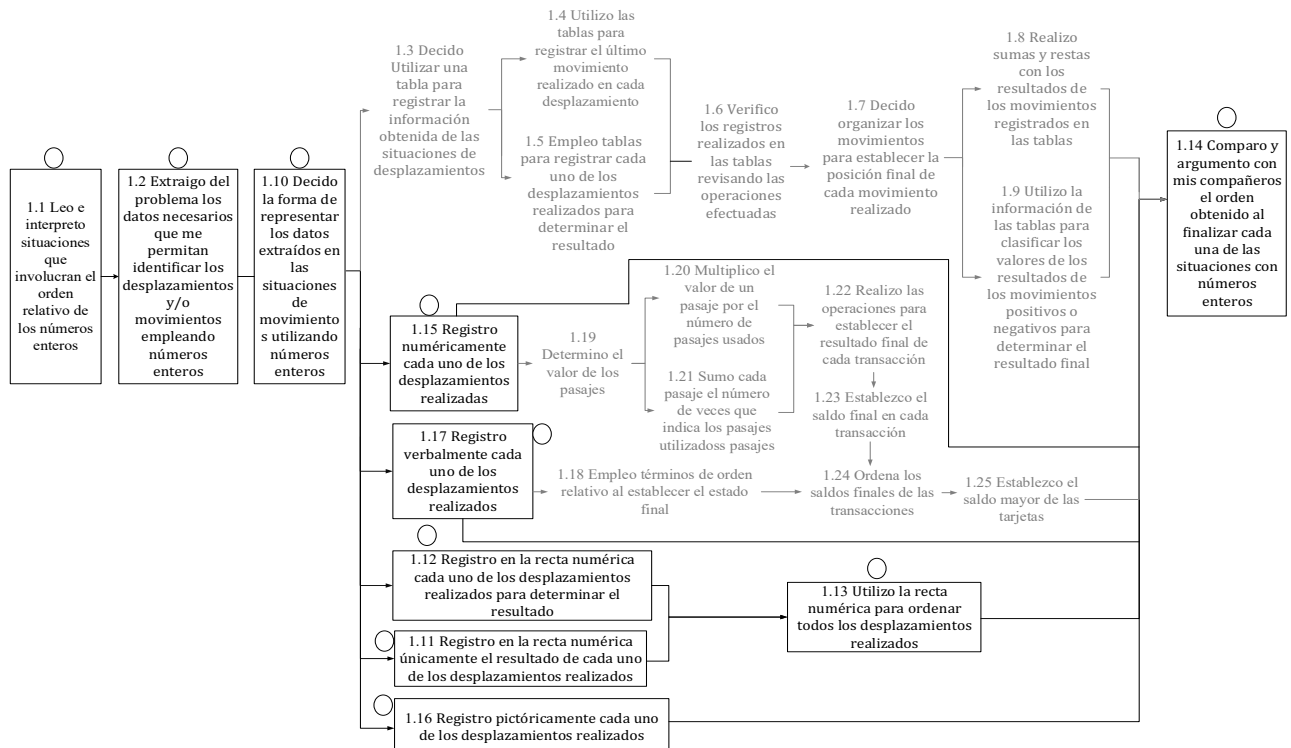 1.1 Leo e
interpreto
situaciones
que
involucran el
orden
relativo de
los números
enteros
1.2 Extraigo del
problema los
datos necesarios
que me
permitan
identificar los
desplazamientos
y/o
movimientos
empleando
números
enteros
1.10 Decido
la forma de
representar
los datos
extraídos en
las
situaciones
de
movimiento
s utilizando
números
enteros
1.3 Decido
Utilizar una
tabla para
registrar la
información
obtenida de las
situaciones de
desplazamientos
1.4 Utilizo las
tablas para
registrar el último
movimiento
realizado en cada
desplazamiento
1.5 Empleo tablas
para registrar cada
uno de los
desplazamientos
realizados para
determinar el
resultado
1.6 Verifico
los registros
realizados en
las tablas
revisando las
operaciones
efectuadas
1.7 Decido
organizar los
movimientos
para establecer la
posición final de
cada movimiento
realizado
1.8 Realizo
sumas y restas
con los
resultados de
los movimientos
registrados en
las tablas
1.9 Utilizo la
información de
las tablas para
clasificar los
valores de los
resultados de
los movimientos
positivos o
negativos para
determinar el
resultado final
1.14 Comparo y
argumento con
mis compañeros
el orden
obtenido al
finalizar cada
una de las
situaciones con
números
enteros
1.15 Registro
numéricamente
cada uno de los
desplazamientos
realizadas
1.19
Determino el
valor de los
pasajes
1.20 Multiplico el
valor de un
pasaje por el
número de
pasajes usados
1.21 Sumo cada
pasaje el número
de veces que
indica los pasajes
utilizadoss pasajes
1.22 Realizo las
operaciones para
establecer el
resultado final de
cada transacción
1.23 Establezco el
saldo final en cada
transacción
1.17 Registro
verbalmente cada
uno de los
desplazamientos
realizados
1.18 Empleo términos de orden
relativo al establecer el estado
final
1.24 Ordena los
saldos finales de las
transacciones
1.25 Establezco el
saldo mayor de las
tarjetas
1.12 Registro en la recta numérica
cada uno de los desplazamientos
realizados para determinar el
resultado
1.13 Utilizo la recta
numérica para ordenar
todos los desplazamientos
realizados
1.11 Registro en la recta numérica
únicamente el resultado de cada uno
de los desplazamientos realizados
1.16 Registro pictóricamente cada uno
de los desplazamientos realizados